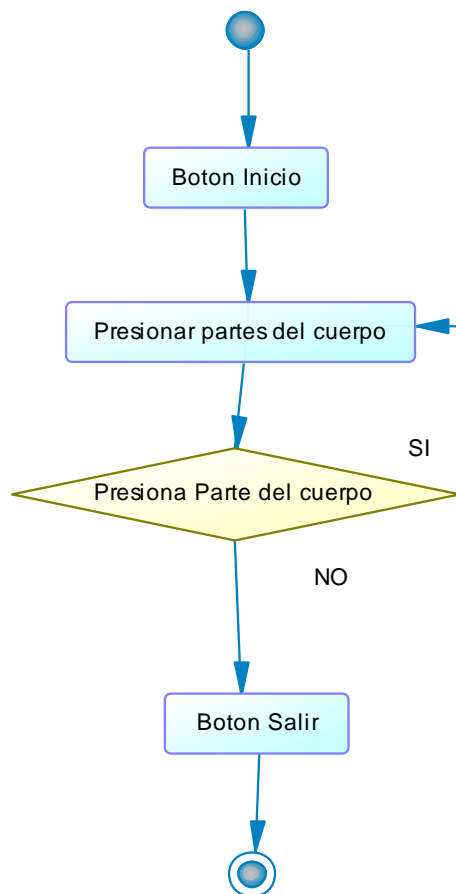 Boton Inicio
Presionar partes del cuerpo
SI
Presiona Parte del cuerpo
NO
Boton Salir